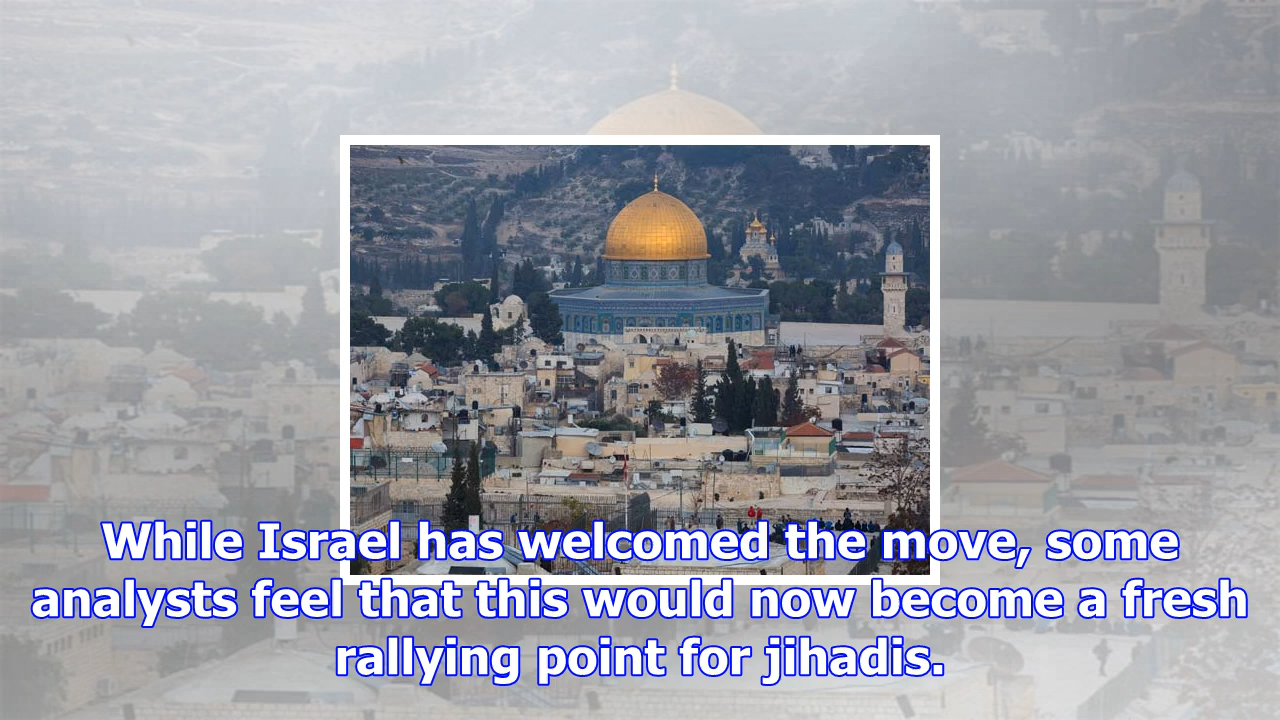 While Israel has welcomed the move, some
analysts feel that this would now become a fresh
rallying point for jihadis.